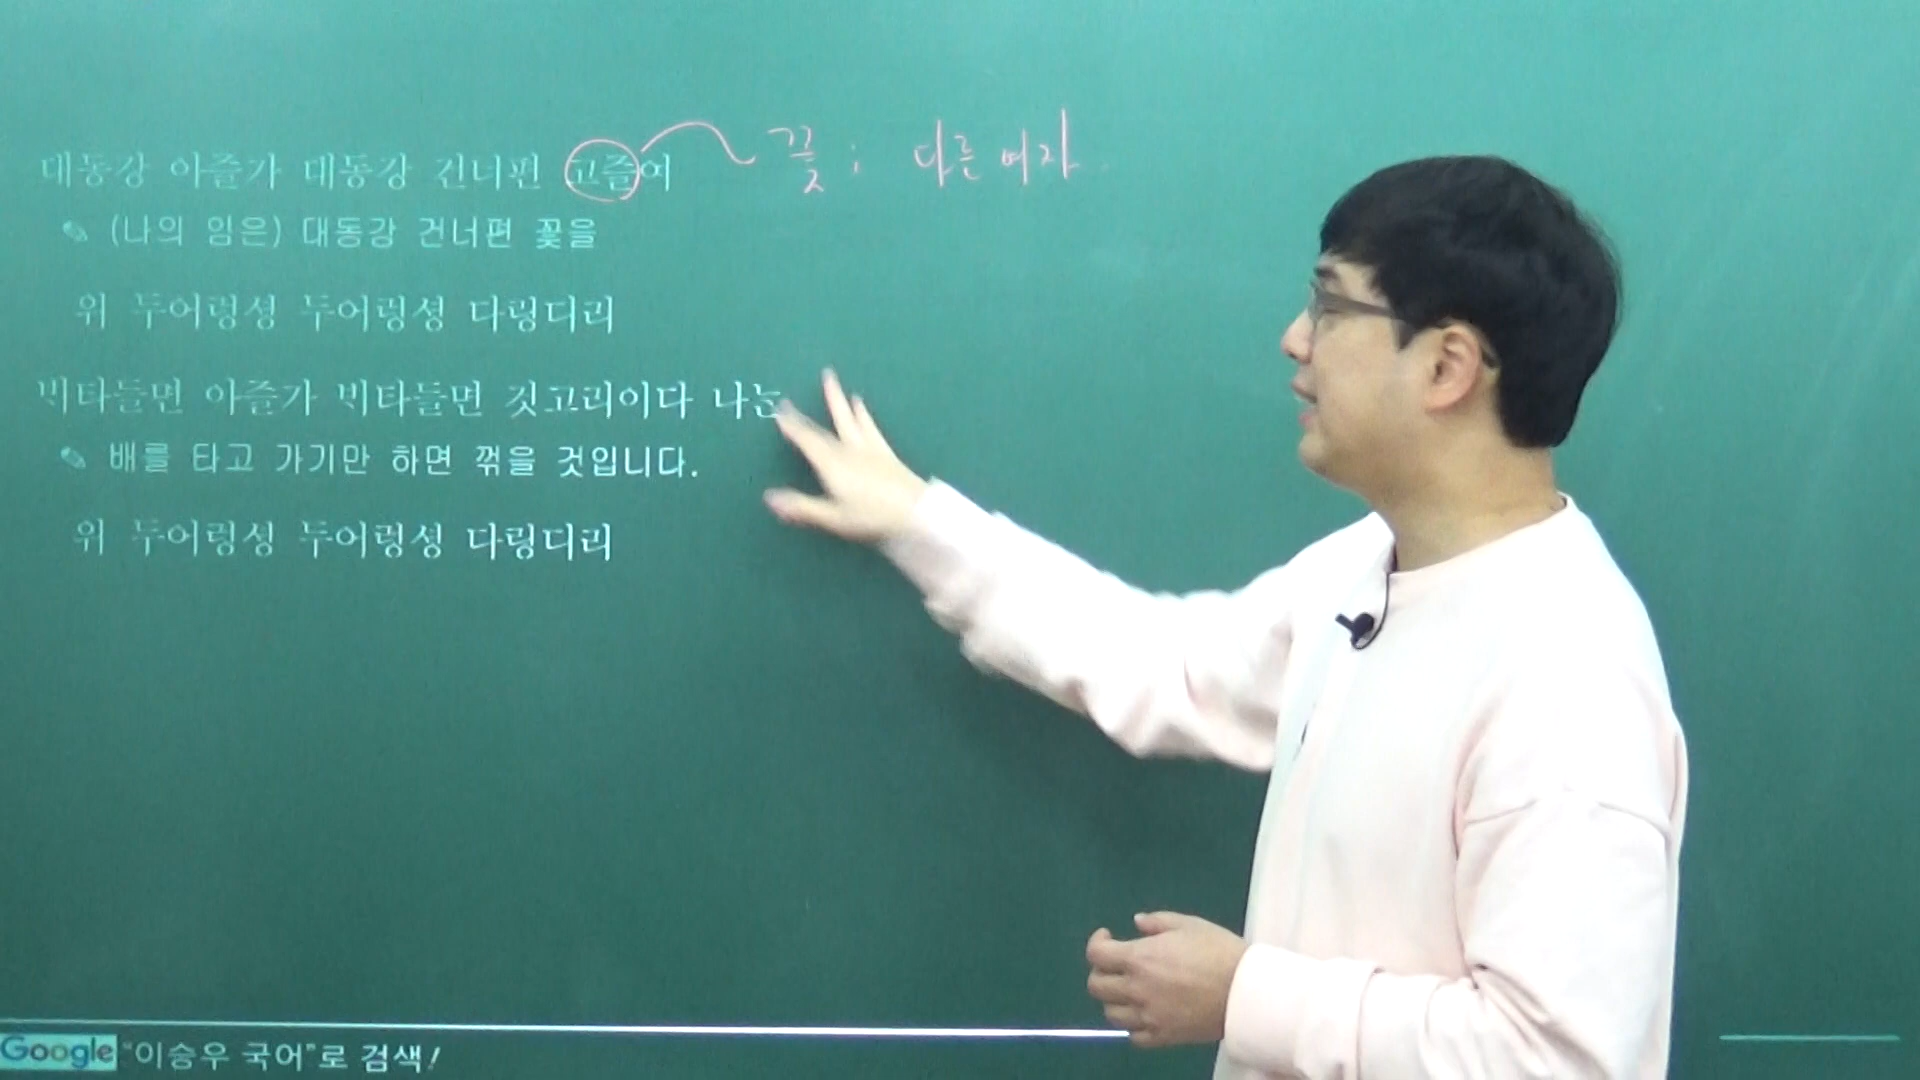 대동강 아즐가 대동강 건너편 고즐여 꽃 ; 다른 여자
✎ (나의 임은) 대동강 건너편 꽃을
위 두어렁셩 두어렁셩 다링디리
비타들면 아즐가 비타들면 것고리이다 나는
✎ 배를 타고 가기만 하면 꺾을 것입니다.
위 두어렁셩 두어렁셩 다링디리
Google "이승우 국어"로 검색!